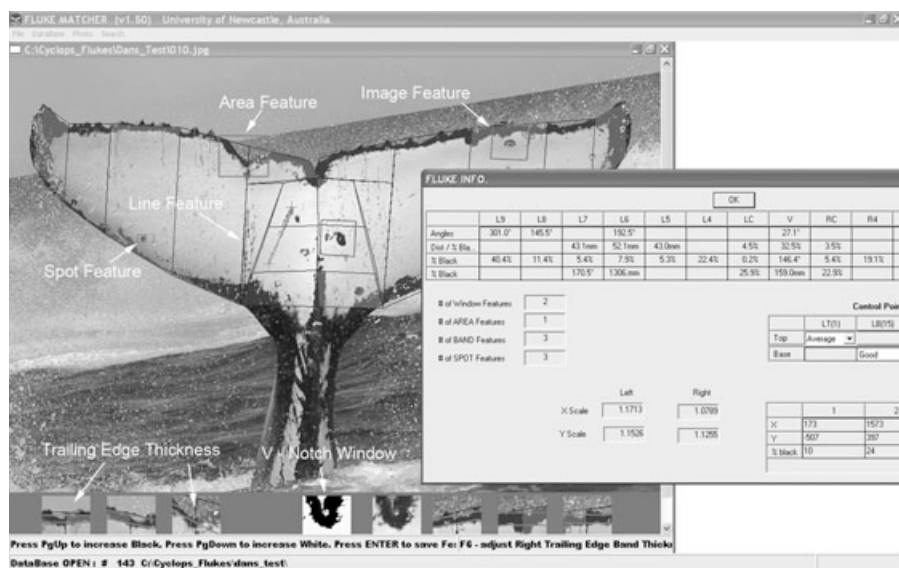 FLUKE MATCHER (v1.50) University of Newcastle, Australia.
File Database Photo Search
C:\Cyclops_Flukes\Dans_Test\010.jpg
Area Feature
Image Feature
Line Feature
Spot Feature
Trailing Edge Thickness
V - Notch Window
FLUKE INFO.
OK
L9 L8 L7 L6 L5 L4 LC V RC R4
Angles 301.0° 145.5° 192.5° 27.1°
Dist / % Bla... 43.1mm 52.1mm 43.0mm 4.5% 32.5% 3.5%
% Black 40.4% 11.4% 5.4% 7.9% 5.3% 22.4% 0.2% 146.4° 5.4% 19.1%
% Black 170.5° 1306.mm 25.9% 159.0mm 22.9%
# of Window Features 2
# of AREA Features 1
# of BAND Features 3
# of SPOT Features 3
Control Poin
LT(1) LB(15)
Top Average
Base Good
Left Right
X Scale 1.1713 1.0789
Y Scale 1.1526 1.1255
1 2
X 173 1573
Y -507 397
% black 10 24
Press PgUp to increase Black. Press PgDown to increase White. Press ENTER to save Fe F6 - adjust Right Trailing Edge Band Thick
DataBase OPEN : # 143 C:\Cyclops_Flukes\dans_test\